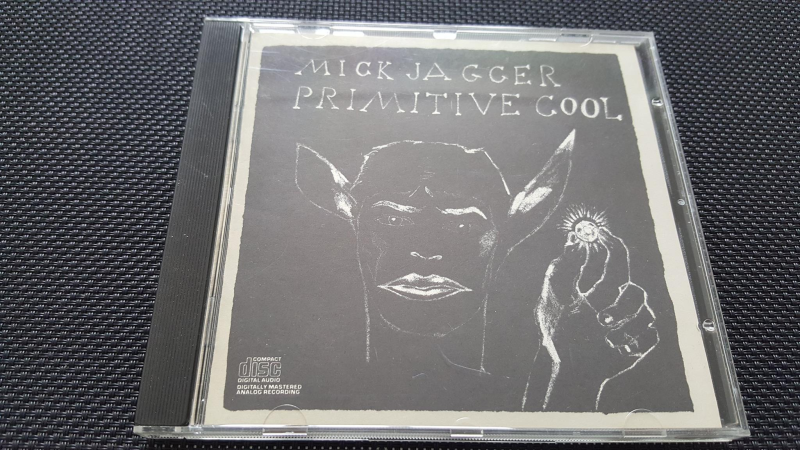 MICK JAGGER
PRIMITIVE COOL
COMPACT
disc
DIGITAL AUDIO
DIGITALLY MASTERED
ANALOG RECORDING